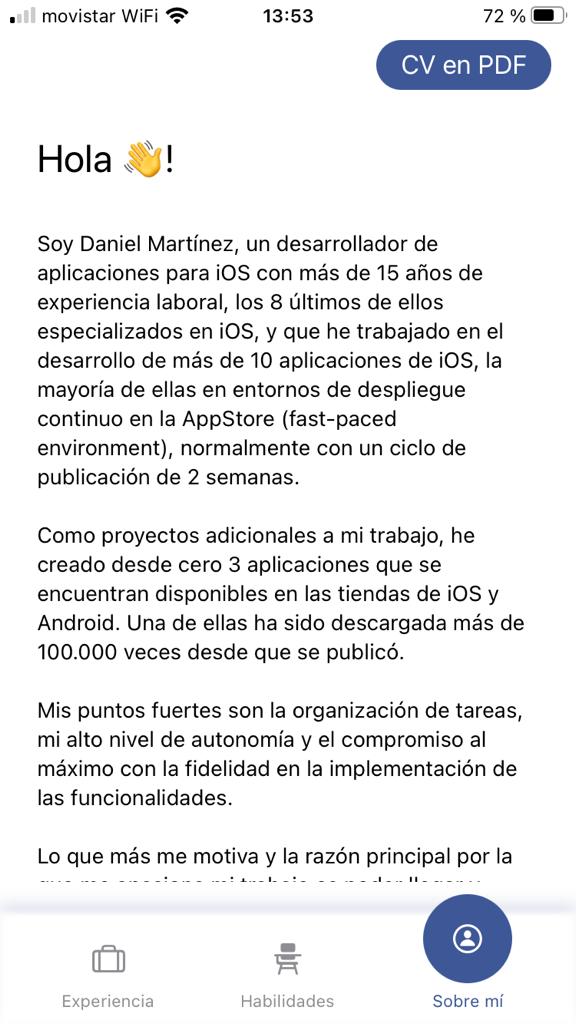 movistar WiFi 13:53 72 %
CV en PDF
Hola 👋!
Soy Daniel Martínez, un desarrollador de
aplicaciones para iOS con más de 15 años de
experiencia laboral, los 8 últimos de ellos
especializados en iOS, y que he trabajado en el
desarrollo de más de 10 aplicaciones de iOS, la
mayoría de ellas en entornos de despliegue
continuo en la AppStore (fast-paced
environment), normalmente con un ciclo de
publicación de 2 semanas.
Como proyectos adicionales a mi trabajo, he
creado desde cero 3 aplicaciones que se
encuentran disponibles en las tiendas de iOS y
Android. Una de ellas ha sido descargada más de
100.000 veces desde que se publicó.
Mis puntos fuertes son la organización de tareas,
mi alto nivel de autonomía y el compromiso al
máximo con la fidelidad en la implementación de
las funcionalidades.
Lo que más me motiva y la razón principal por la
Experiencia Habilidades Sobre mí